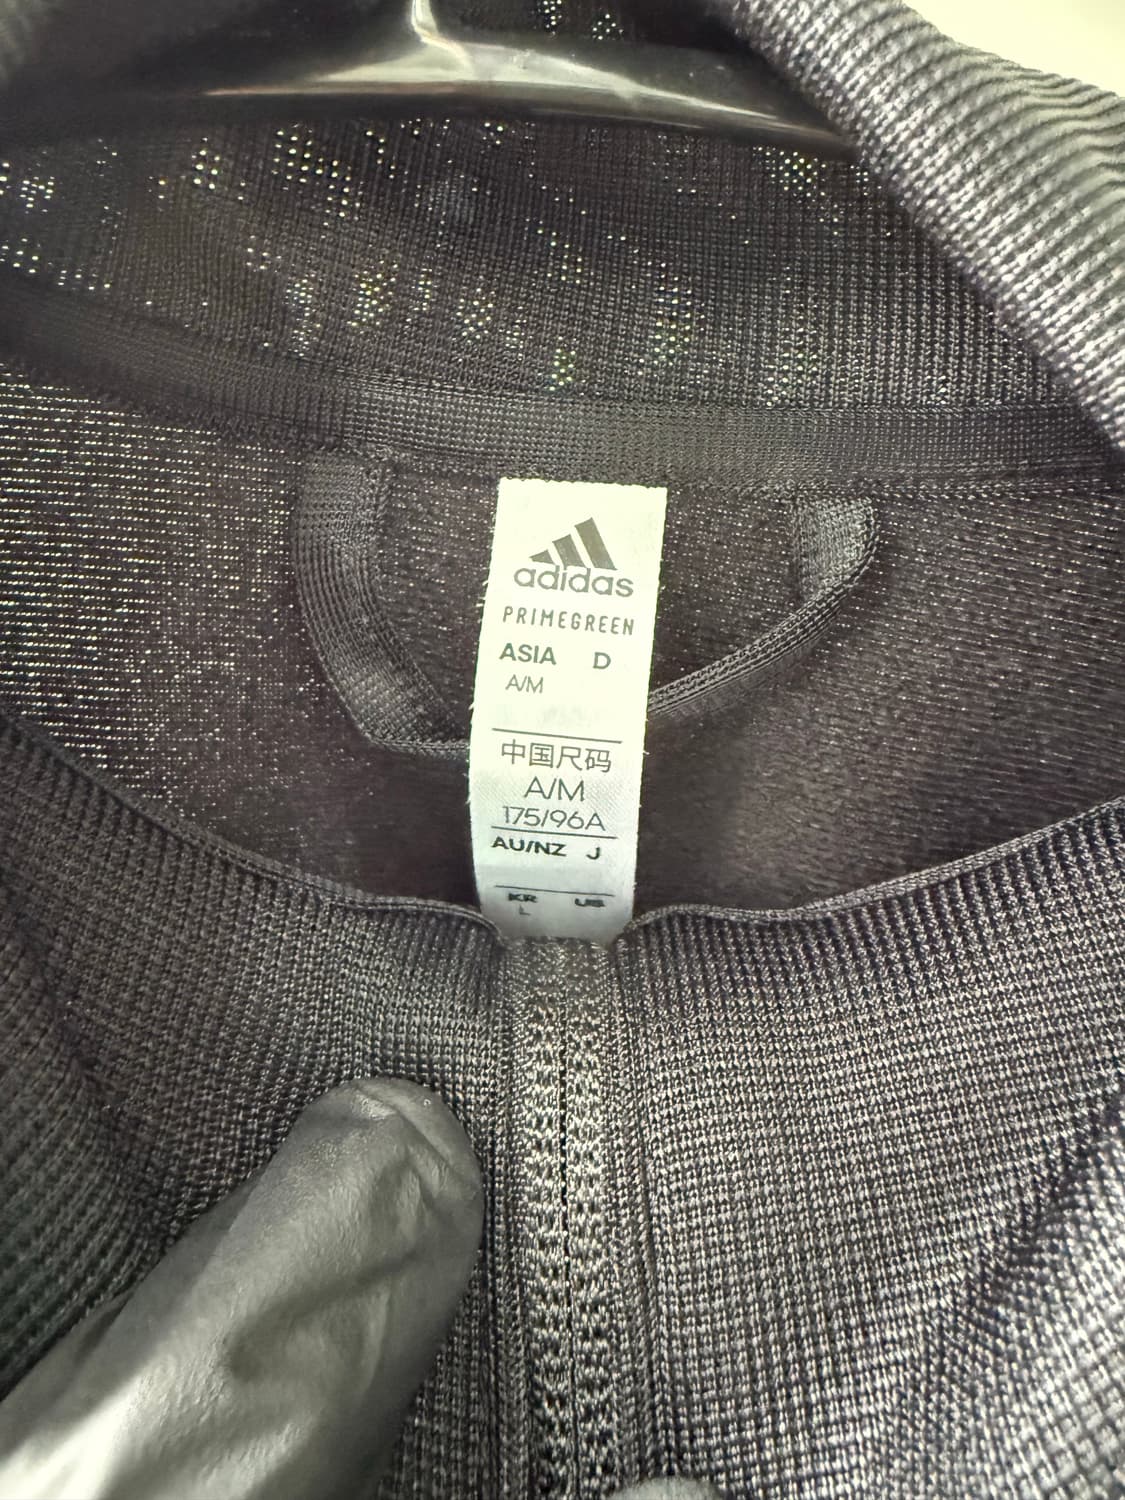 adidas
PRIMEGREEN
ASIA D
A/M
中国尺码
A/M
175/96A
AU/NZ J
KR US
L